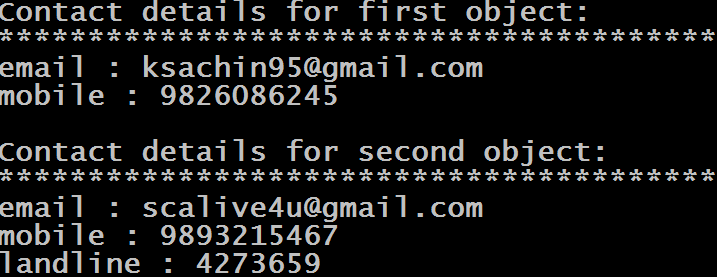 Contact details for first object:
****************************************
email : ksachin95@gmail.com
mobile : 9826086245
Contact details for second object:
****************************************
email : scalive4u@gmail.com
mobile : 9893215467
landline : 4273659